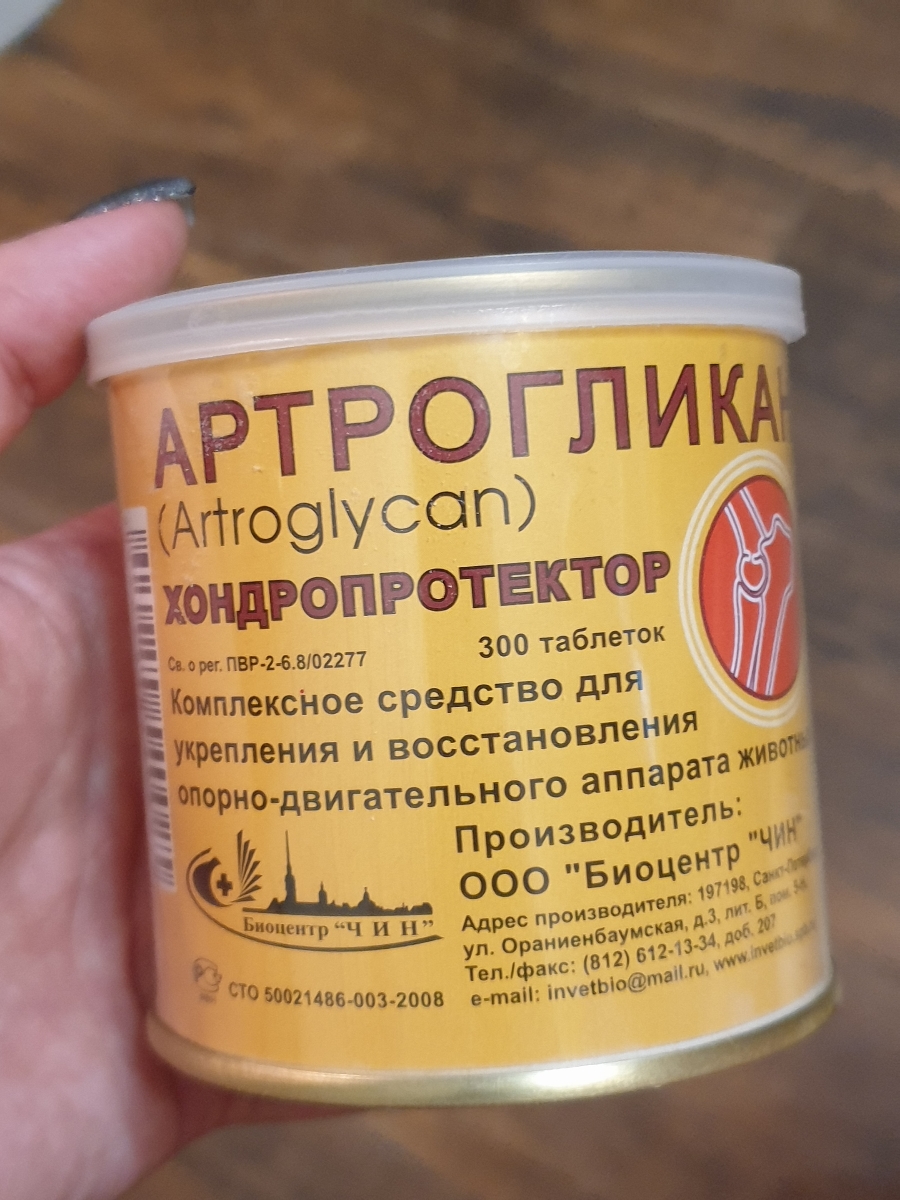 АРТРОГЛИКАН
(Artroglycan)
ХОНДРОПРОТЕКТОР
300 таблеток
Св. о рег. ПВР-2-6.8/02277
Комплексное средство для
укрепления и восстановления
опорно-двигательного аппарата
Производитель:
ООО "Биоцентр "ЧИН"
Адрес производителя: 197198,
ул. Ораниенбаумская, д.3, лит. Б, пом.
Тел./факс: (812) 612-13-34, доб. 207
e-mail: invetbio@mail.ru,
Биоцентр “Ч И Н”
СТО 50021486-003-2008